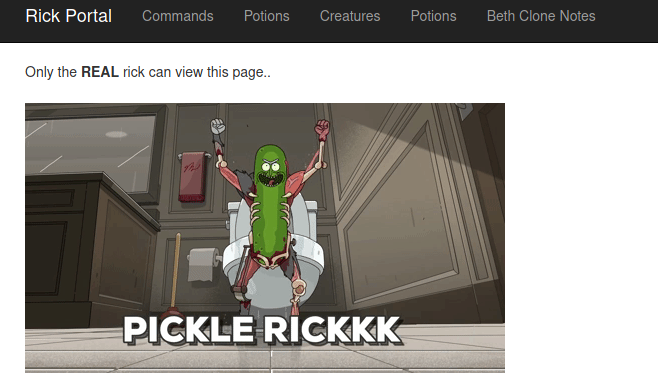 Rick Portal Commands Potions Creatures Potions Beth Clone Notes
Only the REAL rick can view this page..
PICKLE RICKKK